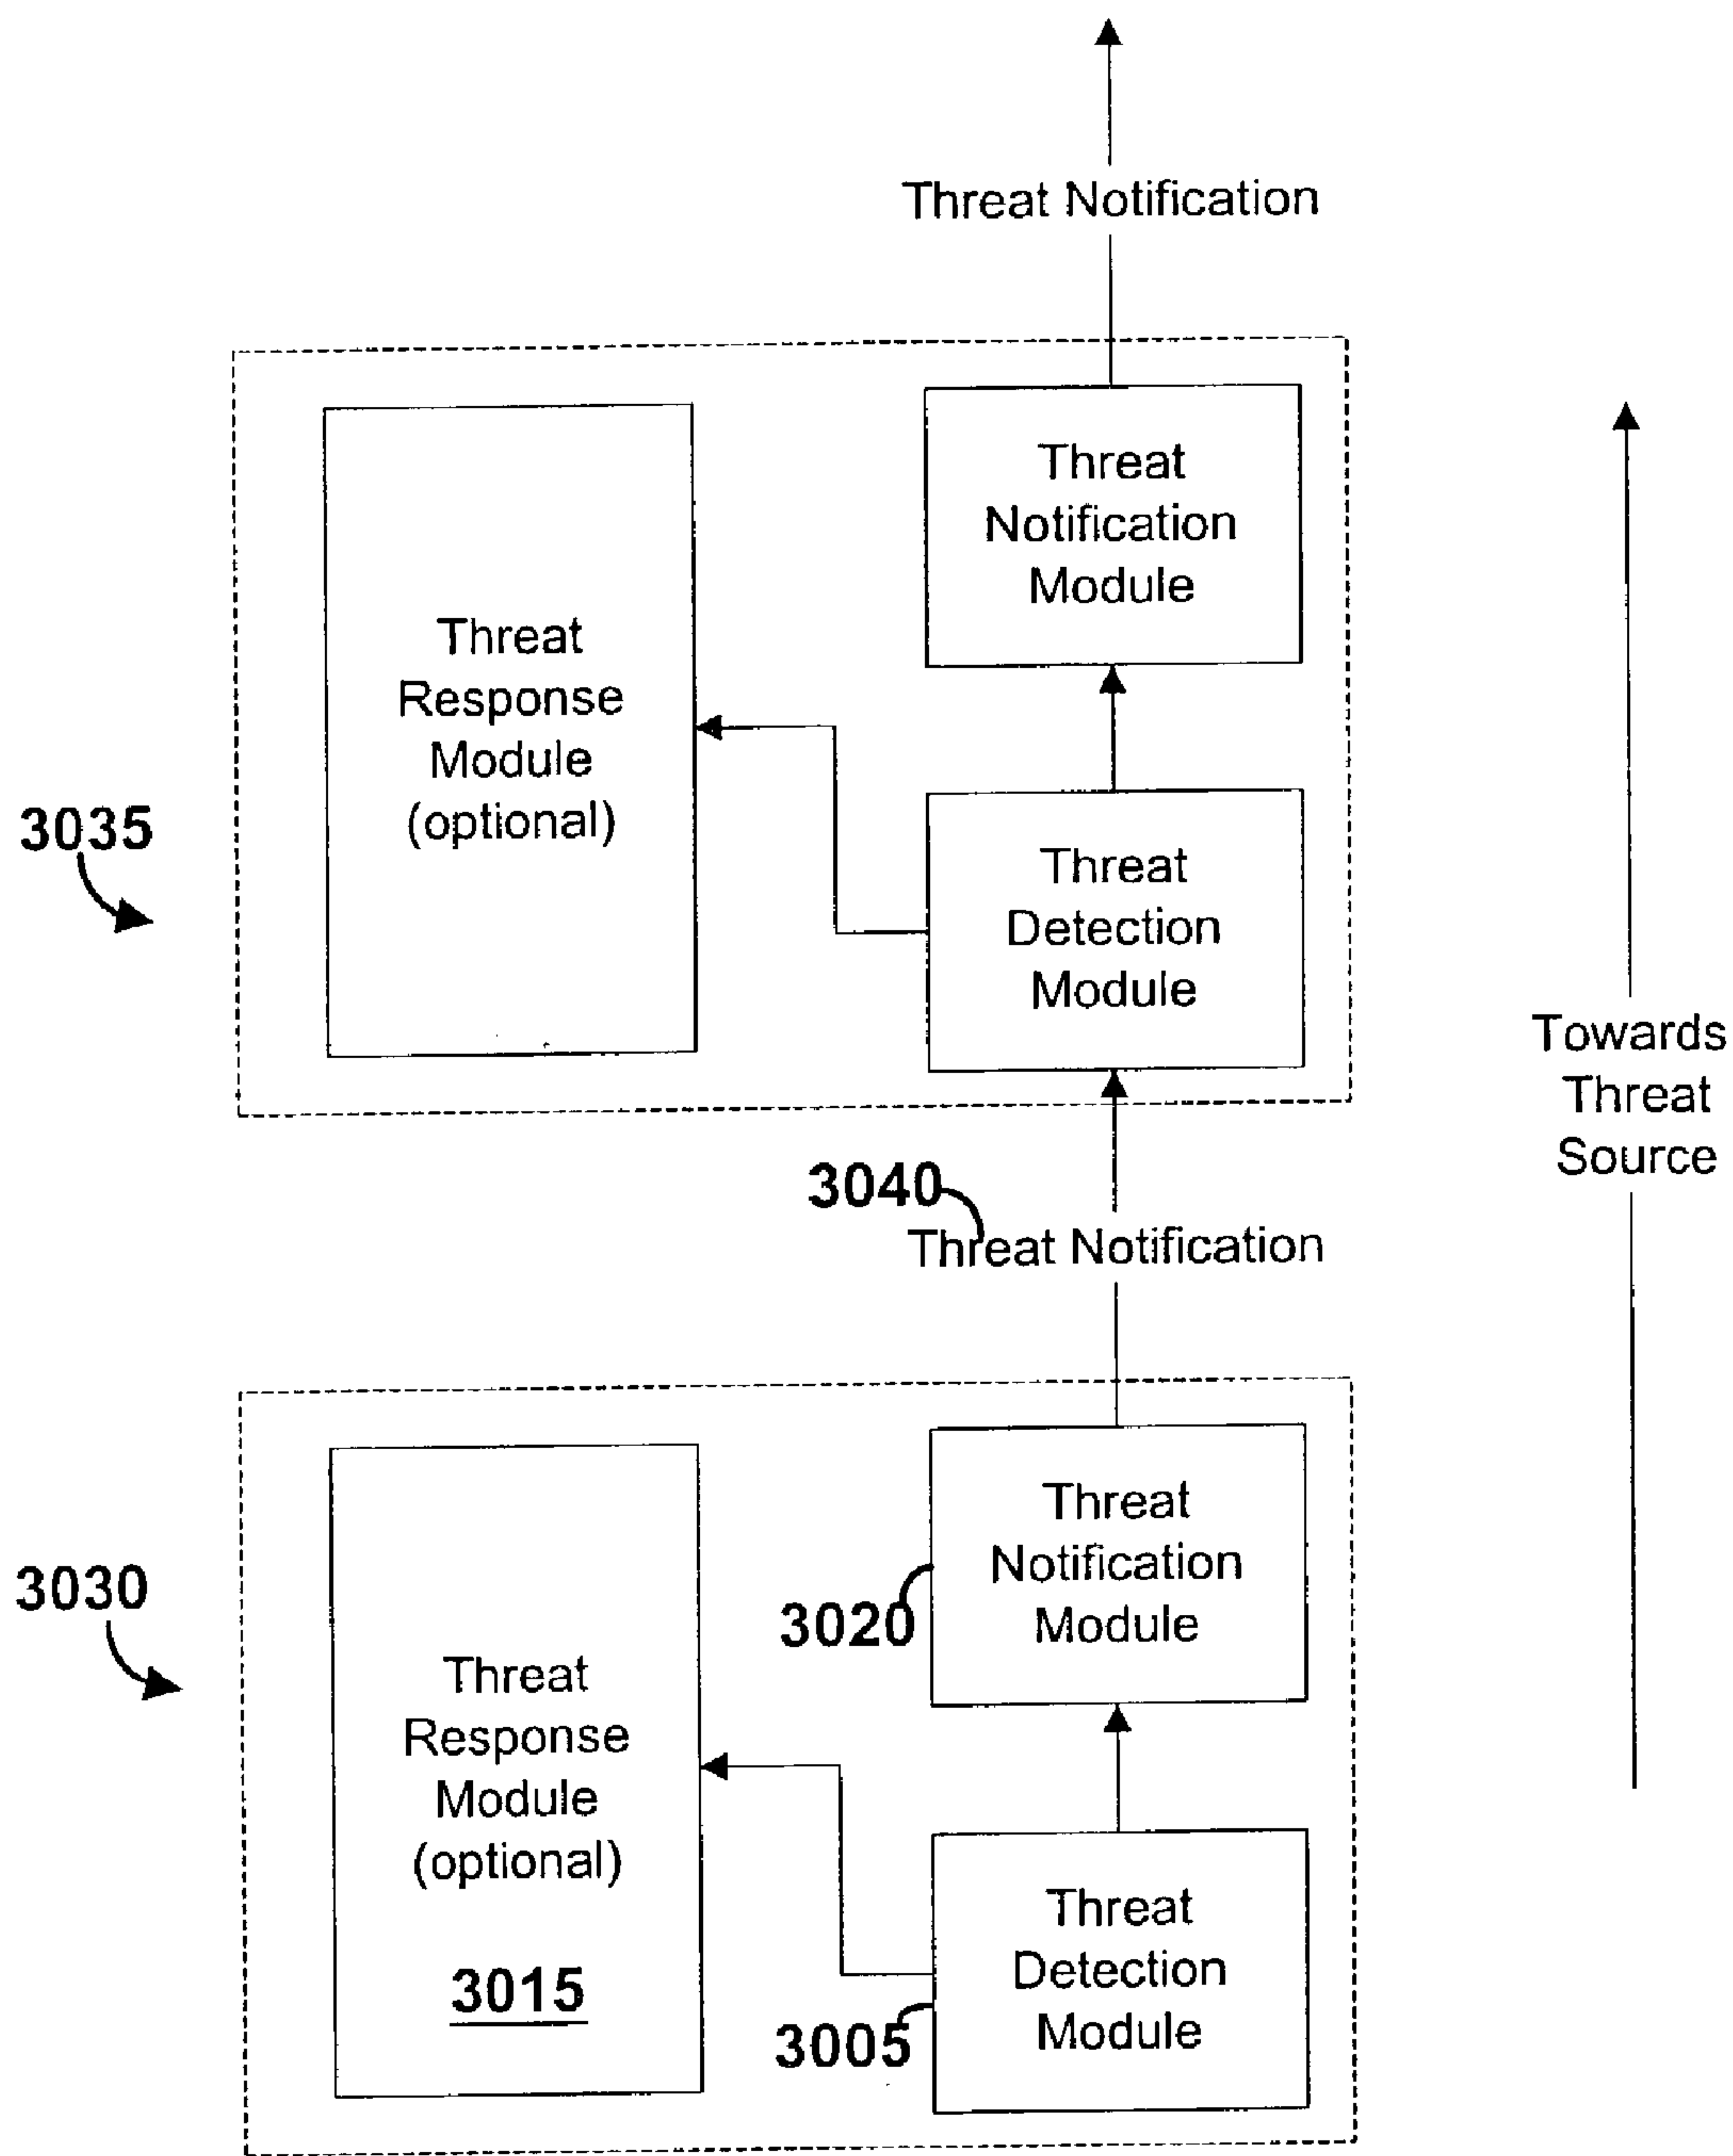 Threat Notification
Threat
Notification
Module
Threat
Response
Module
(optional)
3035
Threat
Detection
Module
Towards
Threat
Source
3040
Threat Notification
Threat
Notification
Module
3020
3030
Threat
Response
Module
(optional)
3015
Threat
Detection
Module
3005